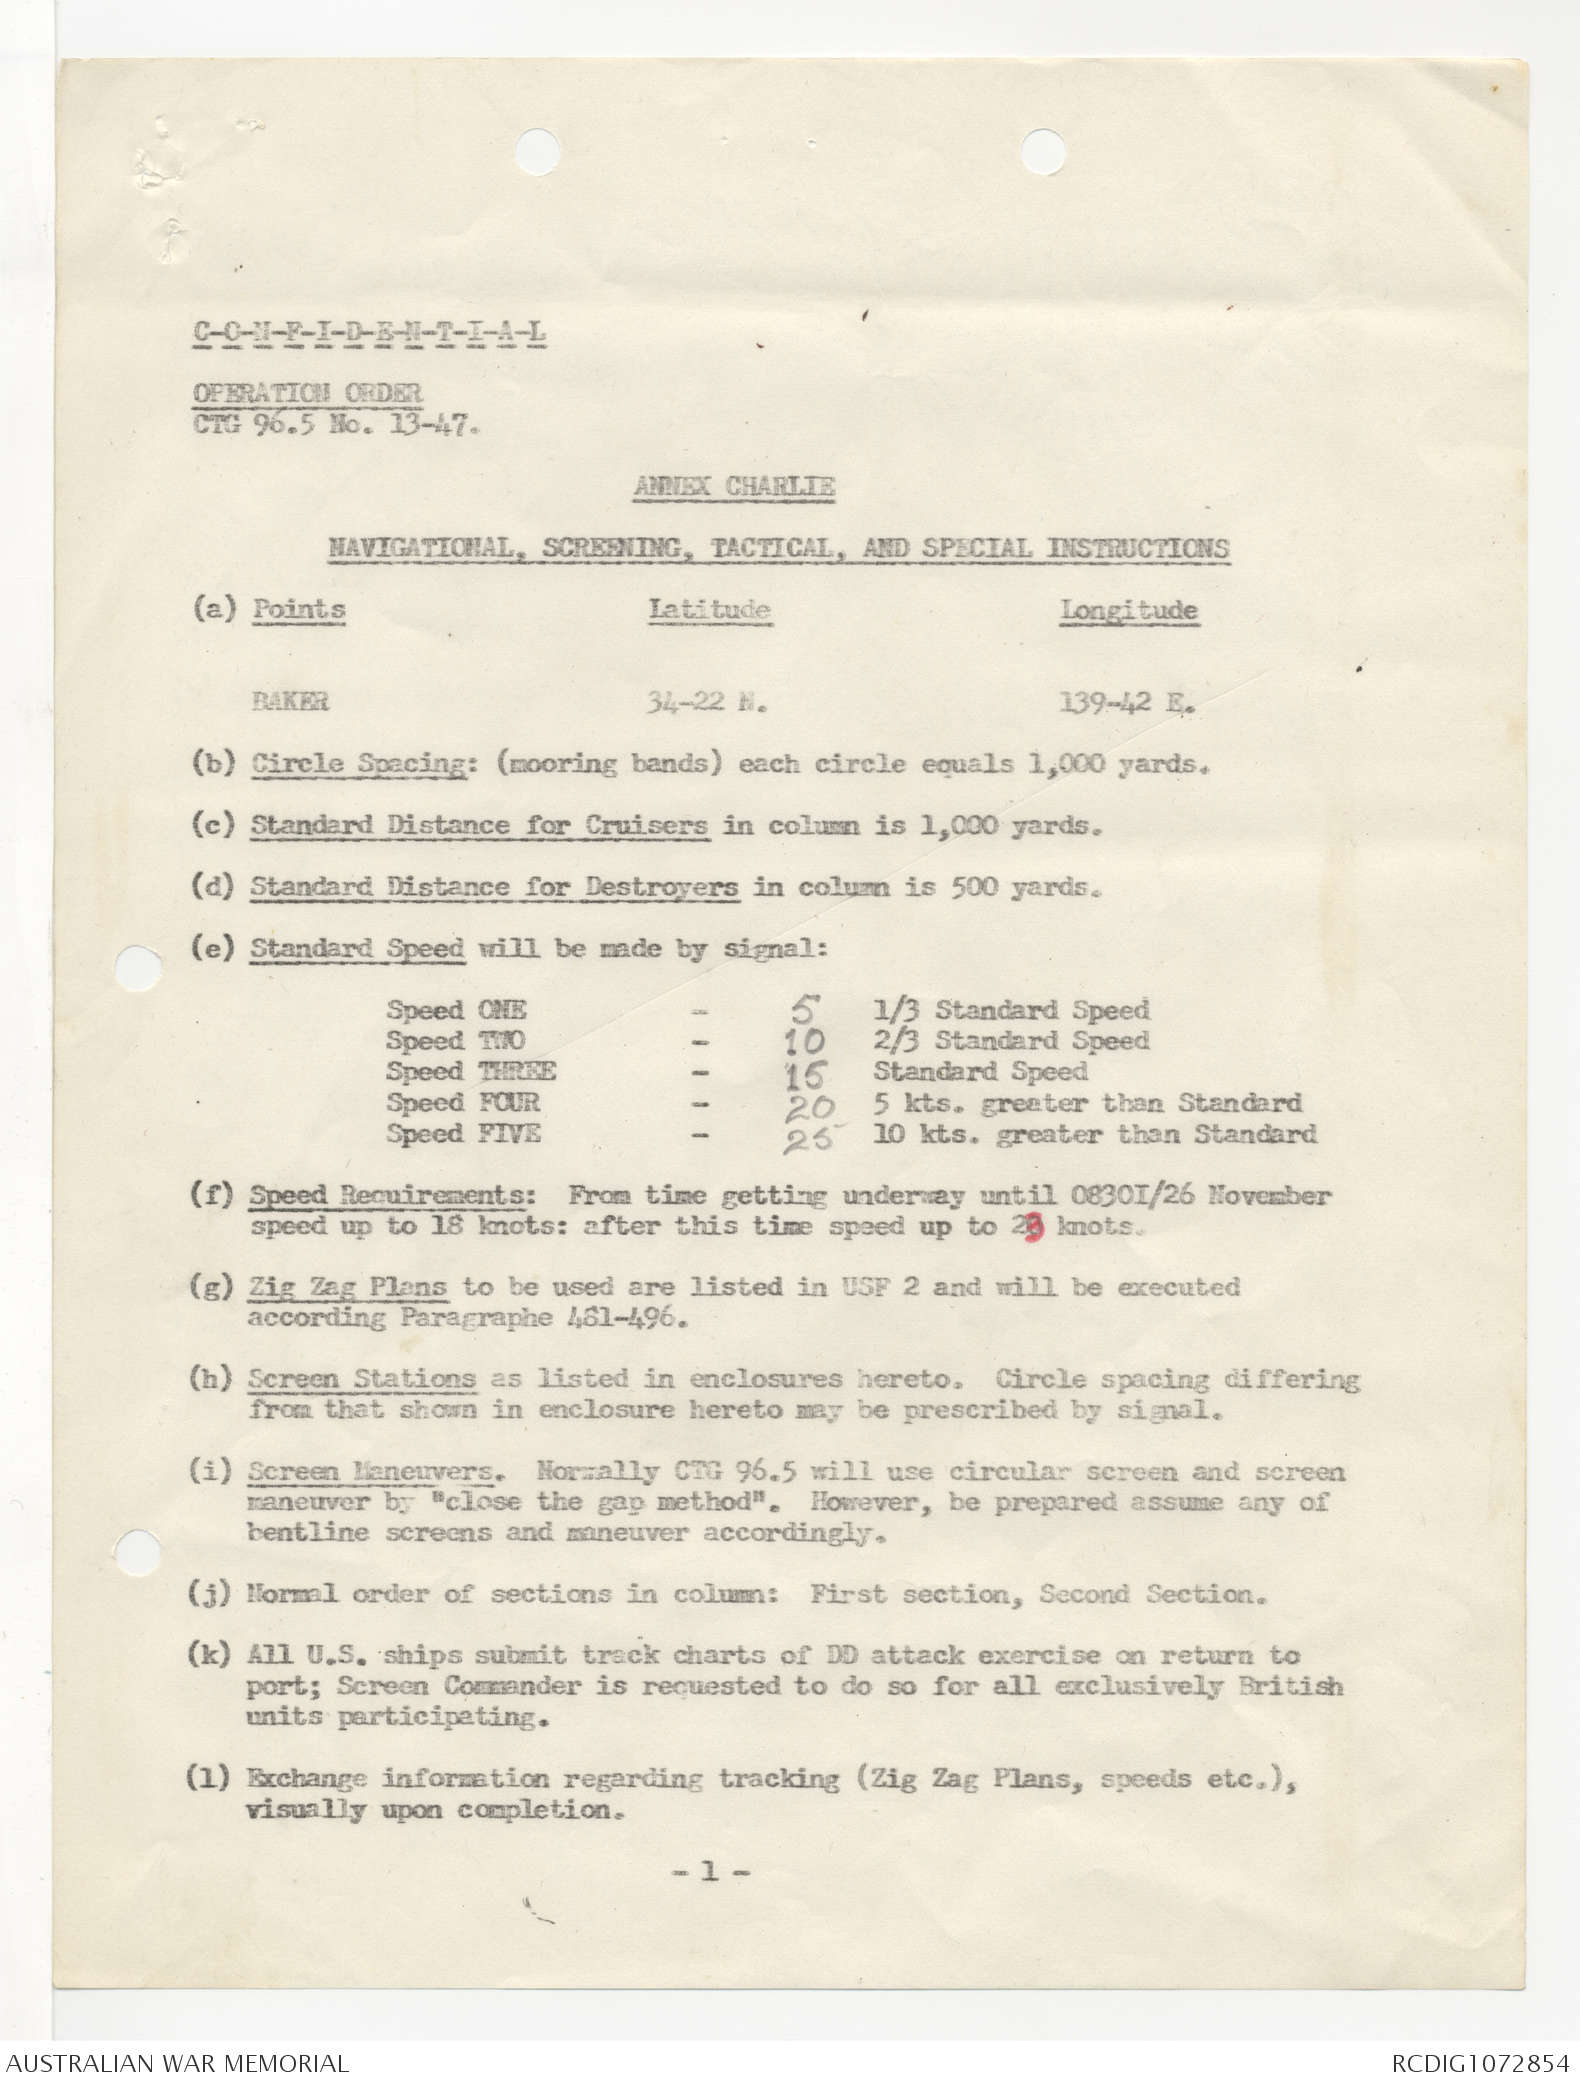 C-O-N-F-I-D-E-N-T-I-A-L
OPERATION ORDER
CTG 96.5 No. 13-47.
ANNEX CHARLIE
NAVIGATIONAL, SCREENING, TACTICAL, AND SPECIAL INSTRUCTIONS
(a) Points Latitude Longitude
BAKER 34-22 N. 139-42 E.
(b) Circle Spacing: (mooring bands) each circle equals 1,000 yards.
(c) Standard Distance for Cruisers in column is 1,000 yards.
(d) Standard Distance for Destroyers in column is 500 yards.
(e) Standard Speed will be made by signal:
Speed ONE - 5 1/3 Standard Speed
Speed TWO - 10 2/3 Standard Speed
Speed THREE - 15 Standard Speed
Speed FOUR - 20 5 kts. greater than Standard
Speed FIVE - 25 10 kts. greater than Standard
(f) Speed Requirements: From time getting underway until 0830I/26 November
speed up to 18 knots: after this time speed up to 23 knots.
(g) Zig Zag Plans to be used are listed in USF 2 and will be executed
according Paragraphe 481-496.
(h) Screen Stations as listed in enclosures hereto. Circle spacing differing
from that shown in enclosure hereto may be prescribed by signal.
(i) Screen Maneuvers. Normally CTG 96.5 will use circular screen and screen
maneuver by "close the gap method". However, be prepared assume any of
bentline screens and maneuver accordingly.
(j) Normal order of sections in column: First section, Second Section.
(k) All U.S. ships submit track charts of DD attack exercise on return to
port; Screen Commander is requested to do so for all exclusively British
units participating.
(l) Exchange information regarding tracking (Zig Zag Plans, speeds etc.),
visually upon completion.
- 1 -
AUSTRALIAN WAR MEMORIAL RCDIG1072854